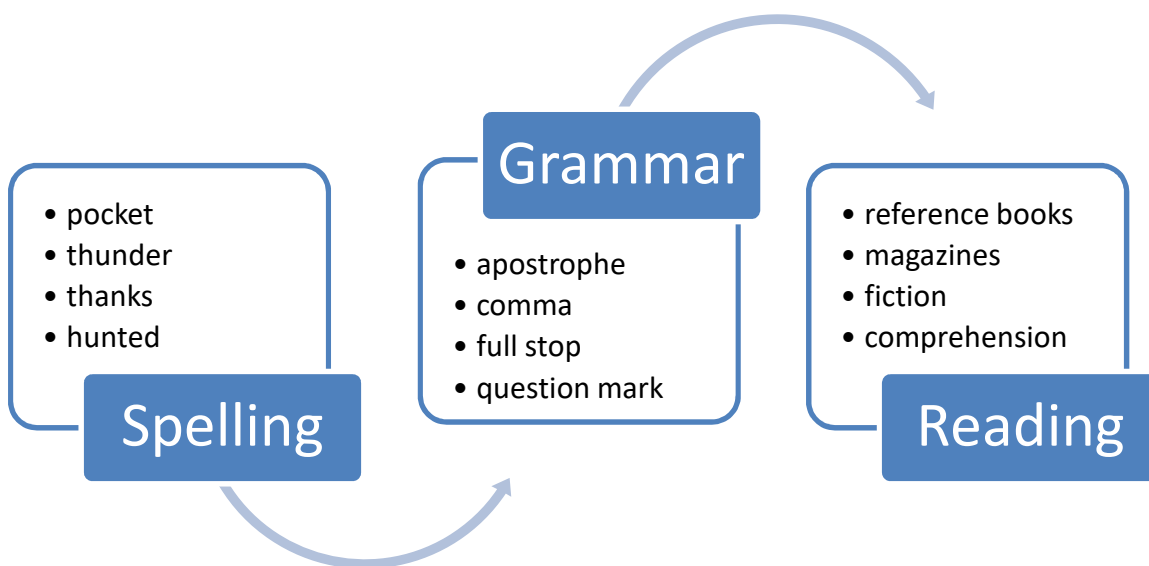 • pocket
• thunder
• thanks
• hunted
Spelling
Grammar
• apostrophe
• comma
• full stop
• question mark
• reference books
• magazines
• fiction
• comprehension
Reading